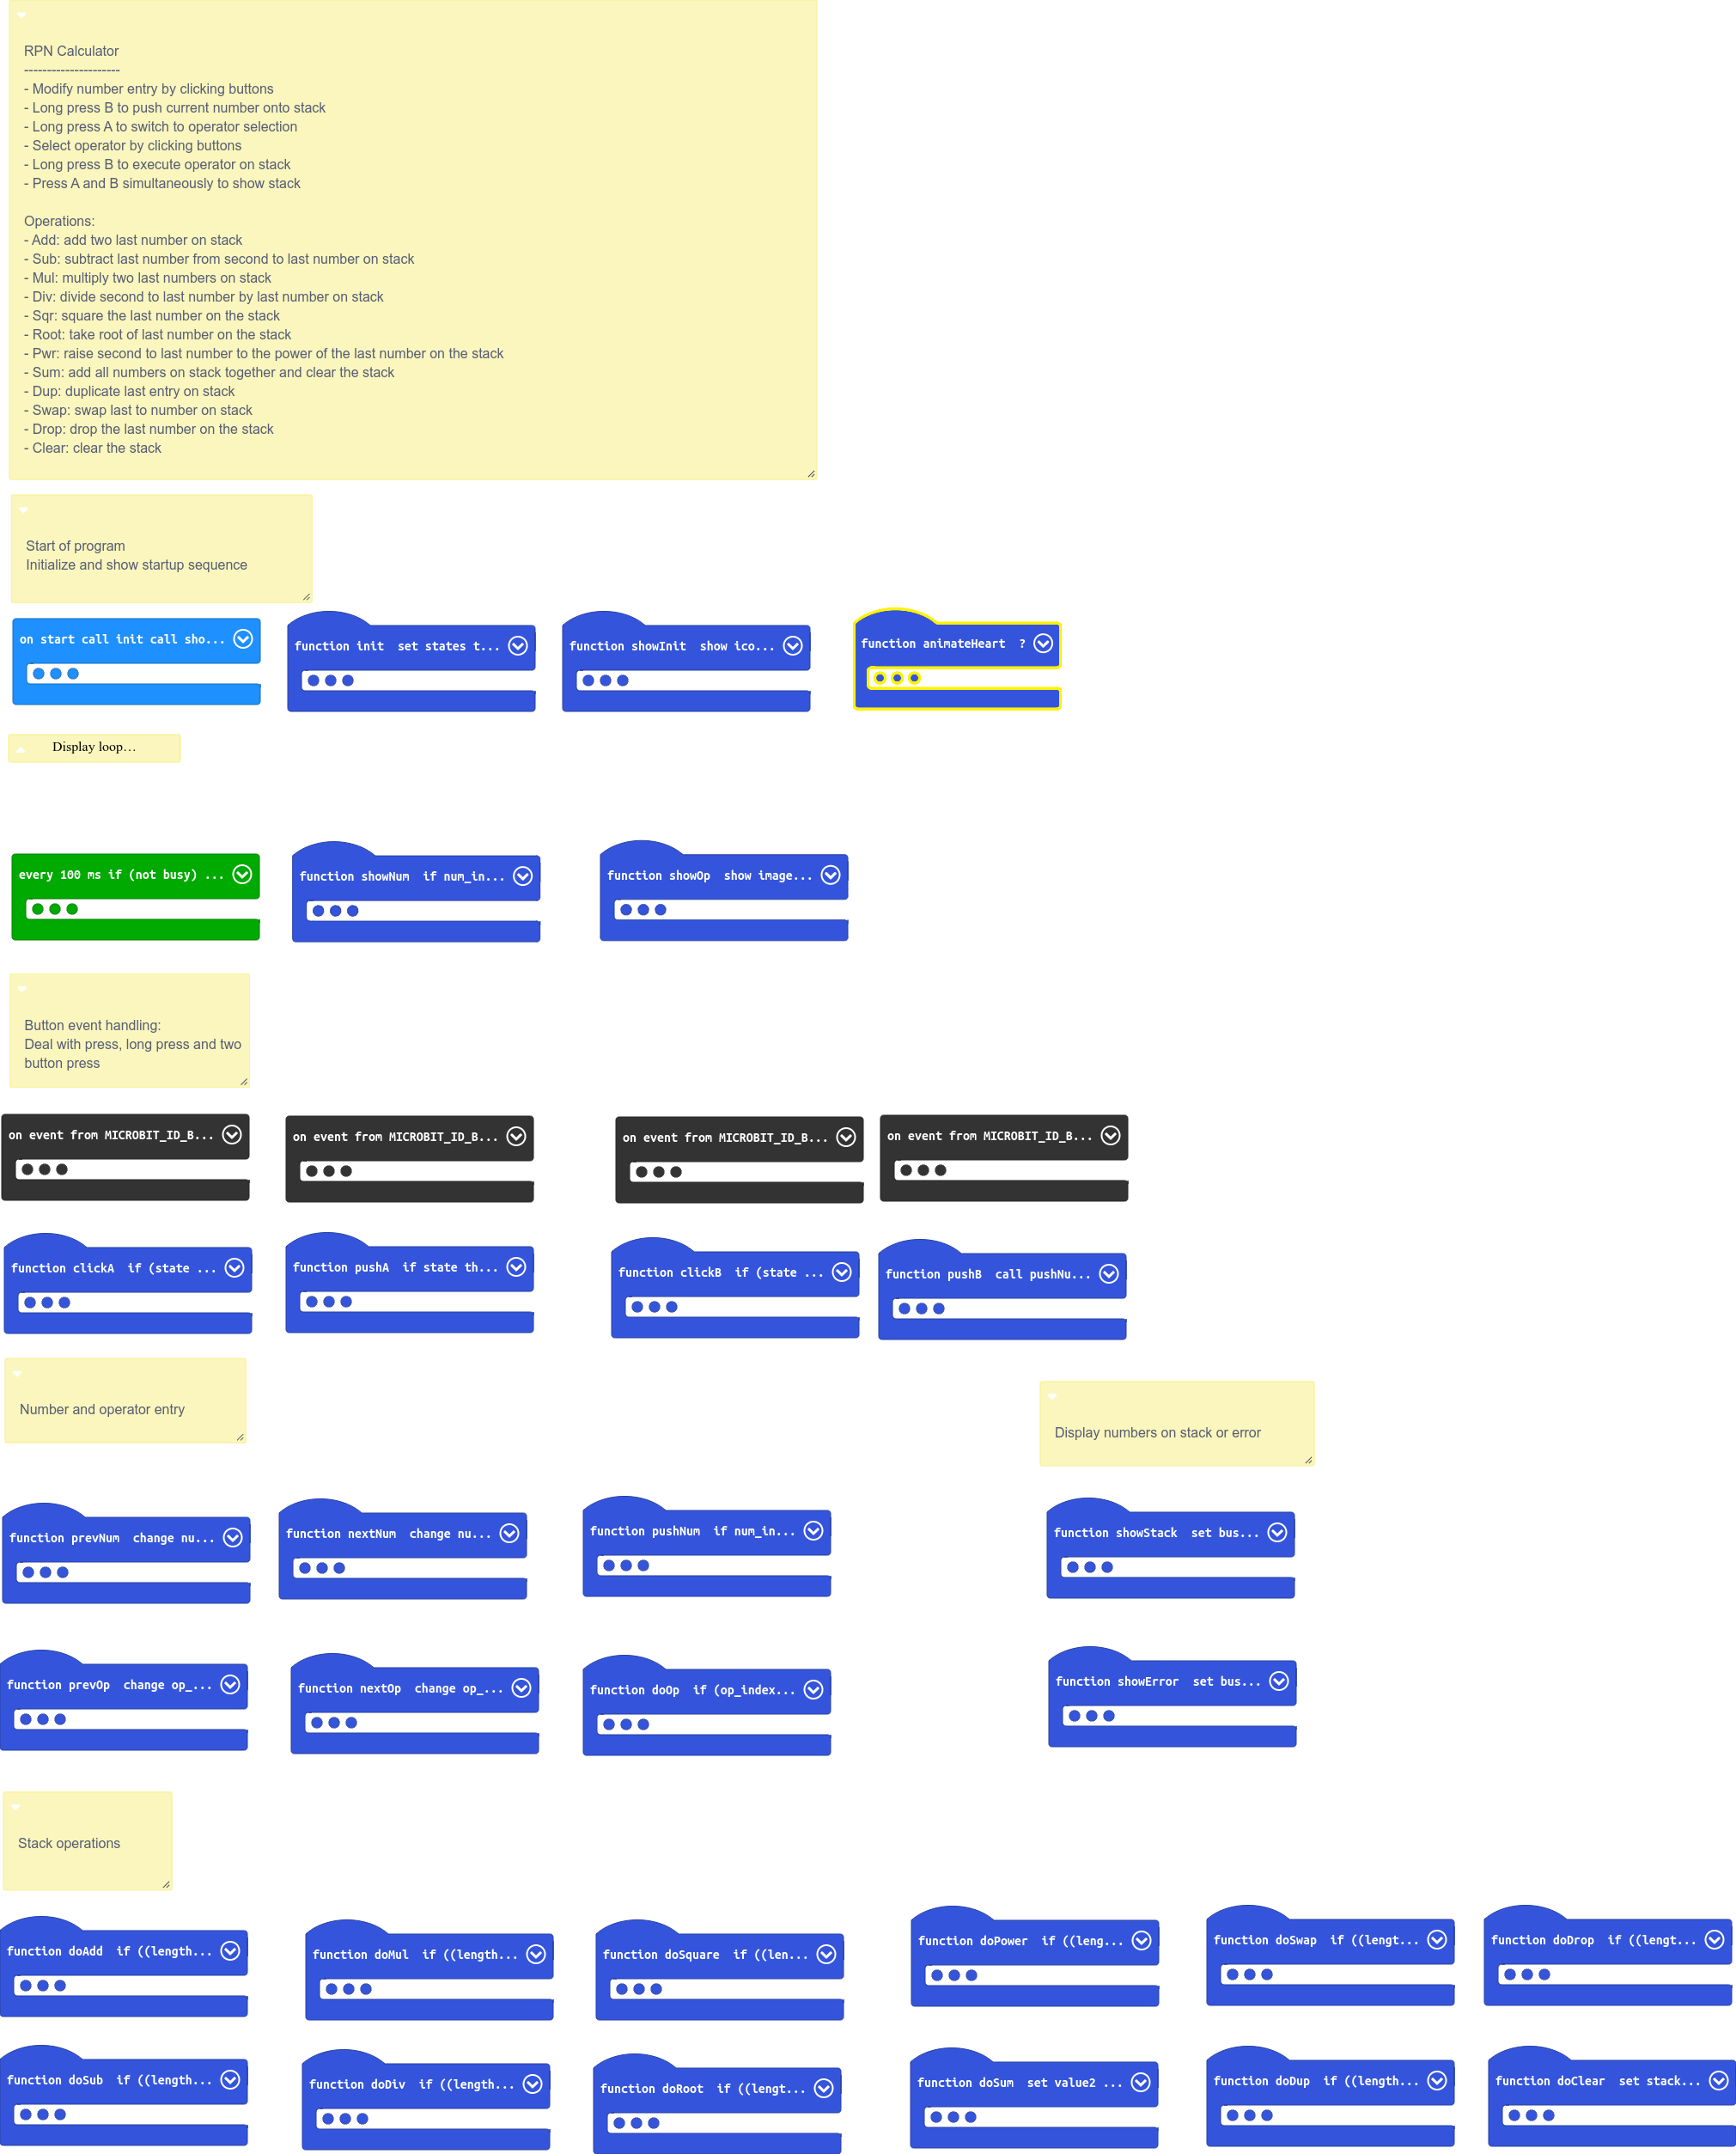 RPN Calculator
---------------------
- Modify number entry by clicking buttons
- Long press B to push current number onto stack
- Long press A to switch to operator selection
- Select operator by clicking buttons
- Long press B to execute operator on stack
- Press A and B simultaneously to show stack
Operations:
- Add: add two last number on stack
- Sub: subtract last number from second to last number on stack
- Mul: multiply two last numbers on stack
- Div: divide second to last number by last number on stack
- Sqr: square the last number on the stack
- Root: take root of last number on the stack
- Pwr: raise second to last number to the power of the last number on the stack
- Sum: add all numbers on stack together and clear the stack
- Dup: duplicate last entry on stack
- Swap: swap last to number on stack
- Drop: drop the last number on the stack
- Clear: clear the stack
Start of program
Initialize and show startup sequence
on start call init call sho...
function init set states t...
function showInit show ico...
function animateHeart ?
Display loop…
every 100 ms if (not busy) ...
function showNum if num_in...
function showOp show image...
Button event handling:
Deal with press, long press and two
button press
on event from MICROBIT_ID_B...
on event from MICROBIT_ID_B...
on event from MICROBIT_ID_B...
on event from MICROBIT_ID_B...
function clickA if (state ...
function pushA if state th...
function clickB if (state ...
function pushB call pushNu...
Number and operator entry
Display numbers on stack or error
function prevNum change nu...
function nextNum change nu...
function pushNum if num_in...
function showStack set bus...
function prevOp change op_...
function nextOp change op_...
function doOp if (op_index...
function showError set bus...
Stack operations
function doAdd if ((length...
function doMul if ((length...
function doSquare if ((len...
function doPower if ((leng...
function doSwap if ((lengt...
function doDrop if ((lengt...
function doSub if ((length...
function doDiv if ((length...
function doRoot if ((lengt...
function doSum set value2 ...
function doDup if ((length...
function doClear set stack...